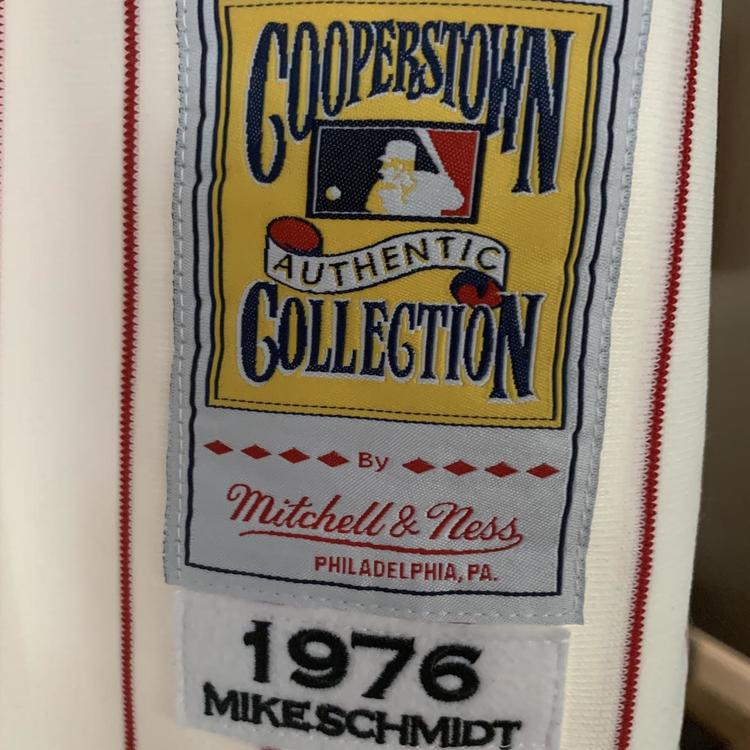 COOPERSTOWN
AUTHENTIC
COLLECTION
By
Mitchell & Ness
PHILADELPHIA, PA.
1976
MIKE SCHMIDT